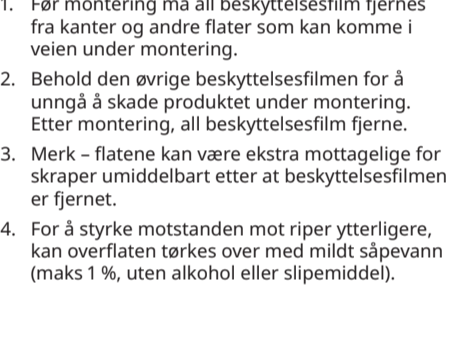 1. Før montering må all beskyttelsesfilm fjernes
fra kanter og andre flater som kan komme i
veien under montering.
2. Behold den øvrige beskyttelsesfilmen for å
unngå å skade produktet under montering.
Etter montering, all beskyttelsesfilm fjerne.
3. Merk – flatene kan være ekstra mottagelige for
skraper umiddelbart etter at beskyttelsesfilmen
er fjernet.
4. For å styrke motstanden mot riper ytterligere,
kan overflaten tørkes over med mildt såpevann
(maks 1 %, uten alkohol eller slipemiddel).